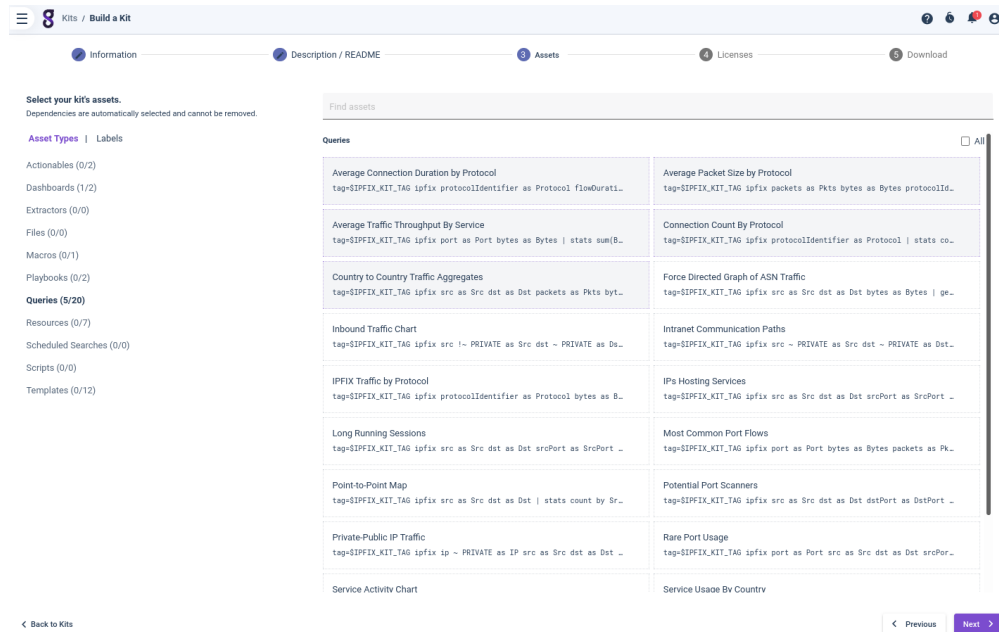 Kits / Build a Kit
1
Information
Description / README
3 Assets
4 Licenses
5 Download
Select your kit's assets.
Dependencies are automatically selected and cannot be removed.
Asset Types | Labels
Actionables (0/2)
Dashboards (1/2)
Extractors (0/0)
Files (0/0)
Macros (0/1)
Playbooks (0/2)
Queries (5/20)
Resources (0/7)
Scheduled Searches (0/0)
Scripts (0/0)
Templates (0/12)
Find assets
Queries
All
Average Connection Duration by Protocol
tag=$IPFIX_KIT_TAG ipfix protocolIdentifier as Protocol flowDurati…
Average Packet Size by Protocol
tag=$IPFIX_KIT_TAG ipfix packets as Pkts bytes as Bytes protocolId…
Average Traffic Throughput By Service
tag=$IPFIX_KIT_TAG ipfix port as Port bytes as Bytes | stats sum(B…
Connection Count By Protocol
tag=$IPFIX_KIT_TAG ipfix protocolIdentifier as Protocol | stats co…
Country to Country Traffic Aggregates
tag=$IPFIX_KIT_TAG ipfix src as Src dst as Dst packets as Pkts byt…
Force Directed Graph of ASN Traffic
tag=$IPFIX_KIT_TAG ipfix src as Src dst as Dst bytes as Bytes | ge…
Inbound Traffic Chart
tag=$IPFIX_KIT_TAG ipfix src !~ PRIVATE as Src dst ~ PRIVATE as Ds…
Intranet Communication Paths
tag=$IPFIX_KIT_TAG ipfix src ~ PRIVATE as Src dst ~ PRIVATE as Dst…
IPFIX Traffic by Protocol
tag=$IPFIX_KIT_TAG ipfix protocolIdentifier as Protocol bytes as B…
IPs Hosting Services
tag=$IPFIX_KIT_TAG ipfix src as Src dst as Dst srcPort as SrcPort …
Long Running Sessions
tag=$IPFIX_KIT_TAG ipfix src as Src dst as Dst srcPort as SrcPort …
Most Common Port Flows
tag=$IPFIX_KIT_TAG ipfix port as Port bytes as Bytes packets as Pk…
Point-to-Point Map
tag=$IPFIX_KIT_TAG ipfix src as Src dst as Dst | stats count by Sr…
Potential Port Scanners
tag=$IPFIX_KIT_TAG ipfix src as Src dst as Dst dstPort as DstPort …
Private-Public IP Traffic
tag=$IPFIX_KIT_TAG ipfix ip ~ PRIVATE as IP src as Src dst as Dst …
Rare Port Usage
tag=$IPFIX_KIT_TAG ipfix port as Port src as Src dst as Dst srcPor…
Service Activity Chart
Service Usage By Country
Back to Kits
Previous
Next